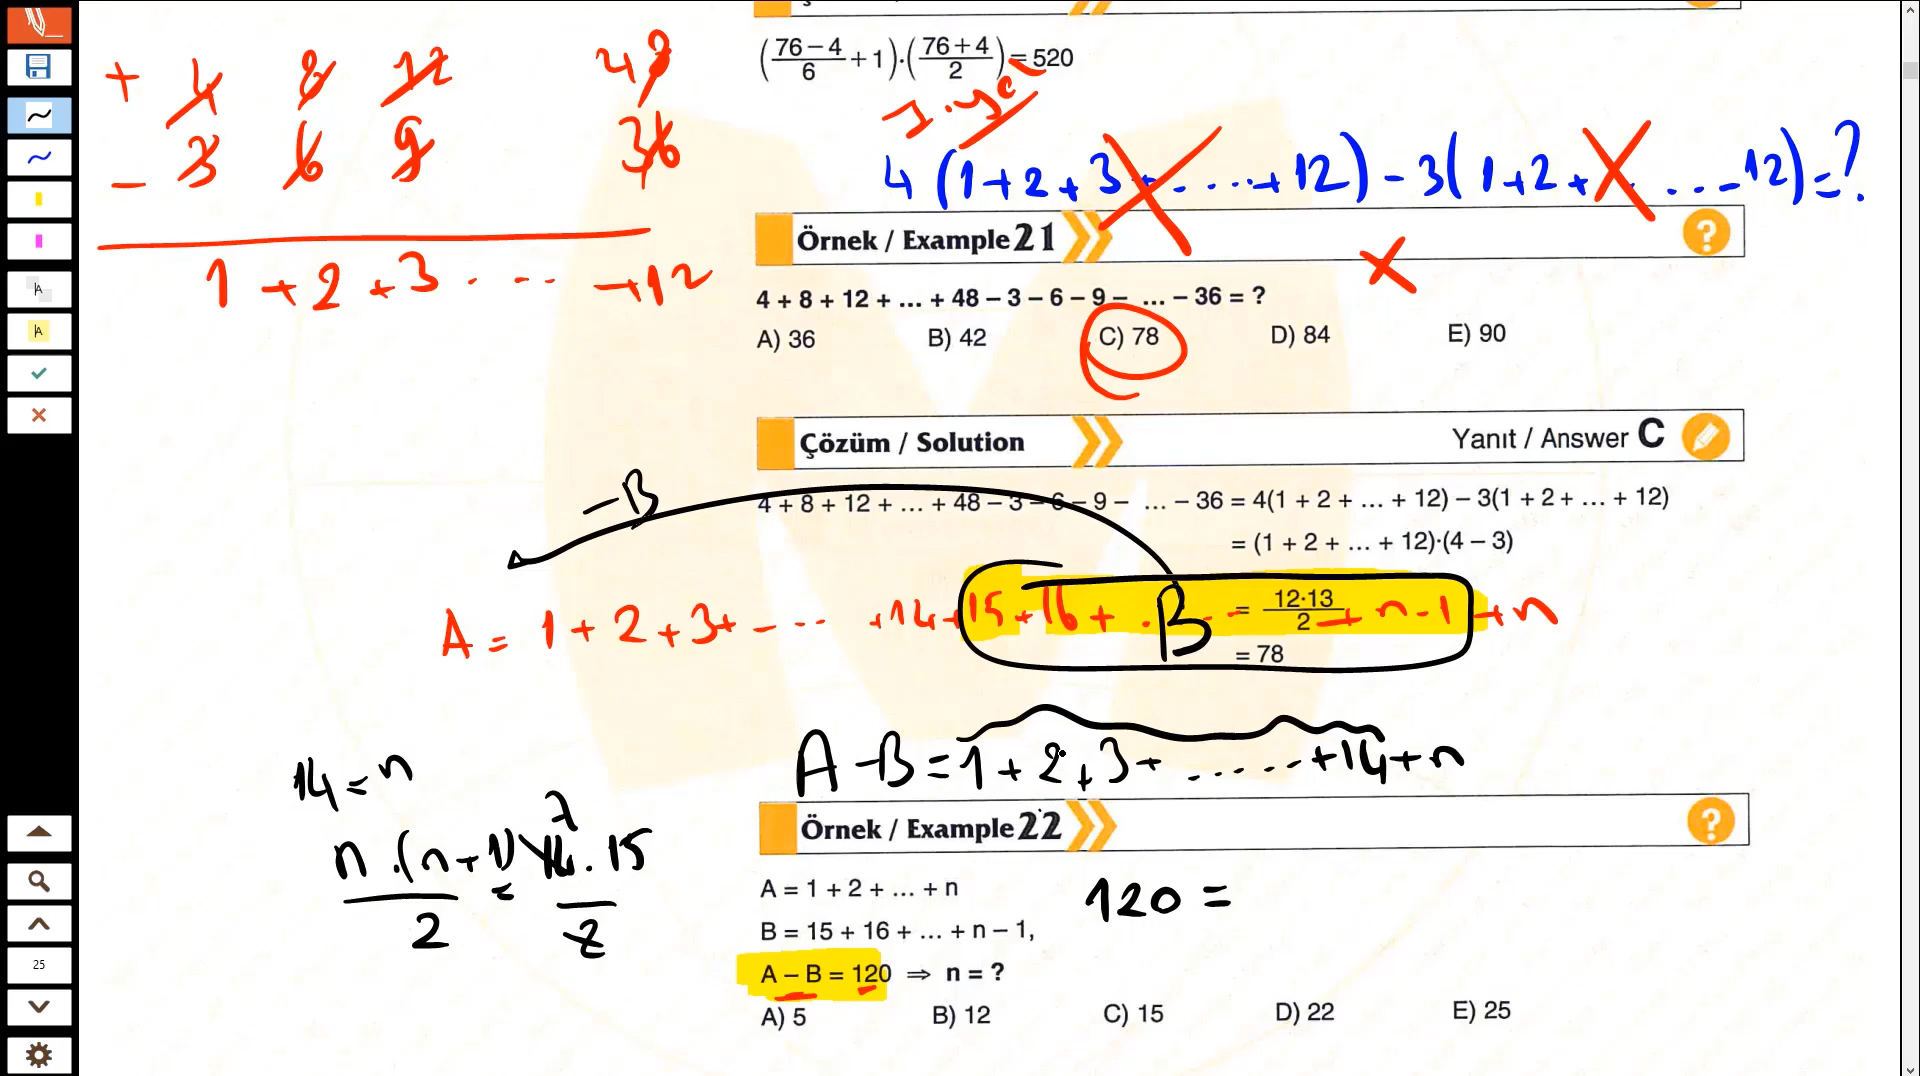 (76 – 4 / 6 + 1)·(76 + 4 / 2) = 520
+ 4 8 12 48
– 3 6 9 36
1 + 2 + 3 . - - - + 12
1.yol
4 (1+2+3+.....+12) - 3(1+2+. ...-12)=?
Örnek / Example 21
?
4 + 8 + 12 + ... + 48 – 3 – 6 – 9 – ... – 36 = ?
A) 36 B) 42 C) 78 D) 84 E) 90
Çözüm / Solution
Yanıt / Answer C
4 + 8 + 12 + ... + 48 – 3 – 6 – 9 – ... – 36 = 4(1 + 2 + ... + 12) – 3(1 + 2 + ... + 12)
= (1 + 2 + ... + 12)·(4 – 3)
= 12·13 / 2
= 78
-B
A = 1 + 2 + 3 + - - ... +14+15+16+ . - + n-1 + n
B
A-B = 1+2+3+ ......+14+n
14 = n
n.(n+1) / 2 = 14.15 / 2
7
Örnek / Example 22
?
A = 1 + 2 + ... + n
120 =
B = 15 + 16 + ... + n – 1,
A – B = 120 ⇒ n = ?
A) 5 B) 12 C) 15 D) 22 E) 25
A
A
25